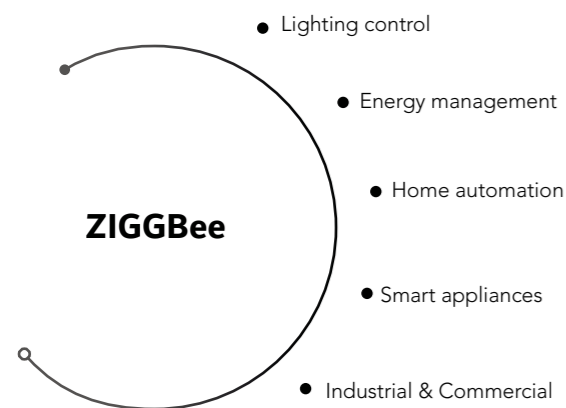 Lighting control
Energy management
Home automation
ZIGGBee
Smart appliances
Industrial & Commercial